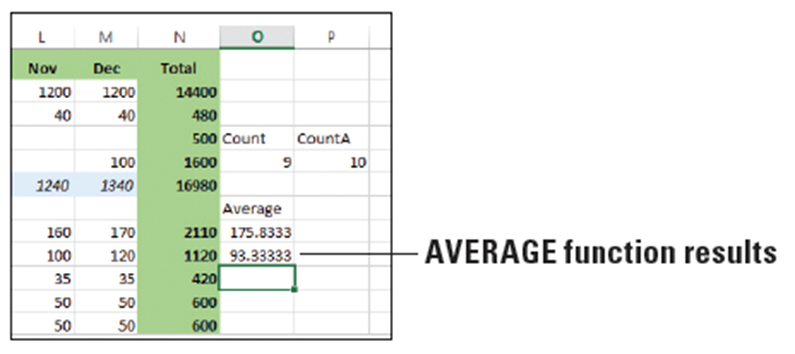 L M N O P
Nov Dec Total
1200 1200 14400
40 40 480
500 Count CountA
100 1600 9 10
1240 1340 16980
Average
160 170 2110 175.8333
100 120 1120 93.33333 AVERAGE function results
35 35 420
50 50 600
50 50 600